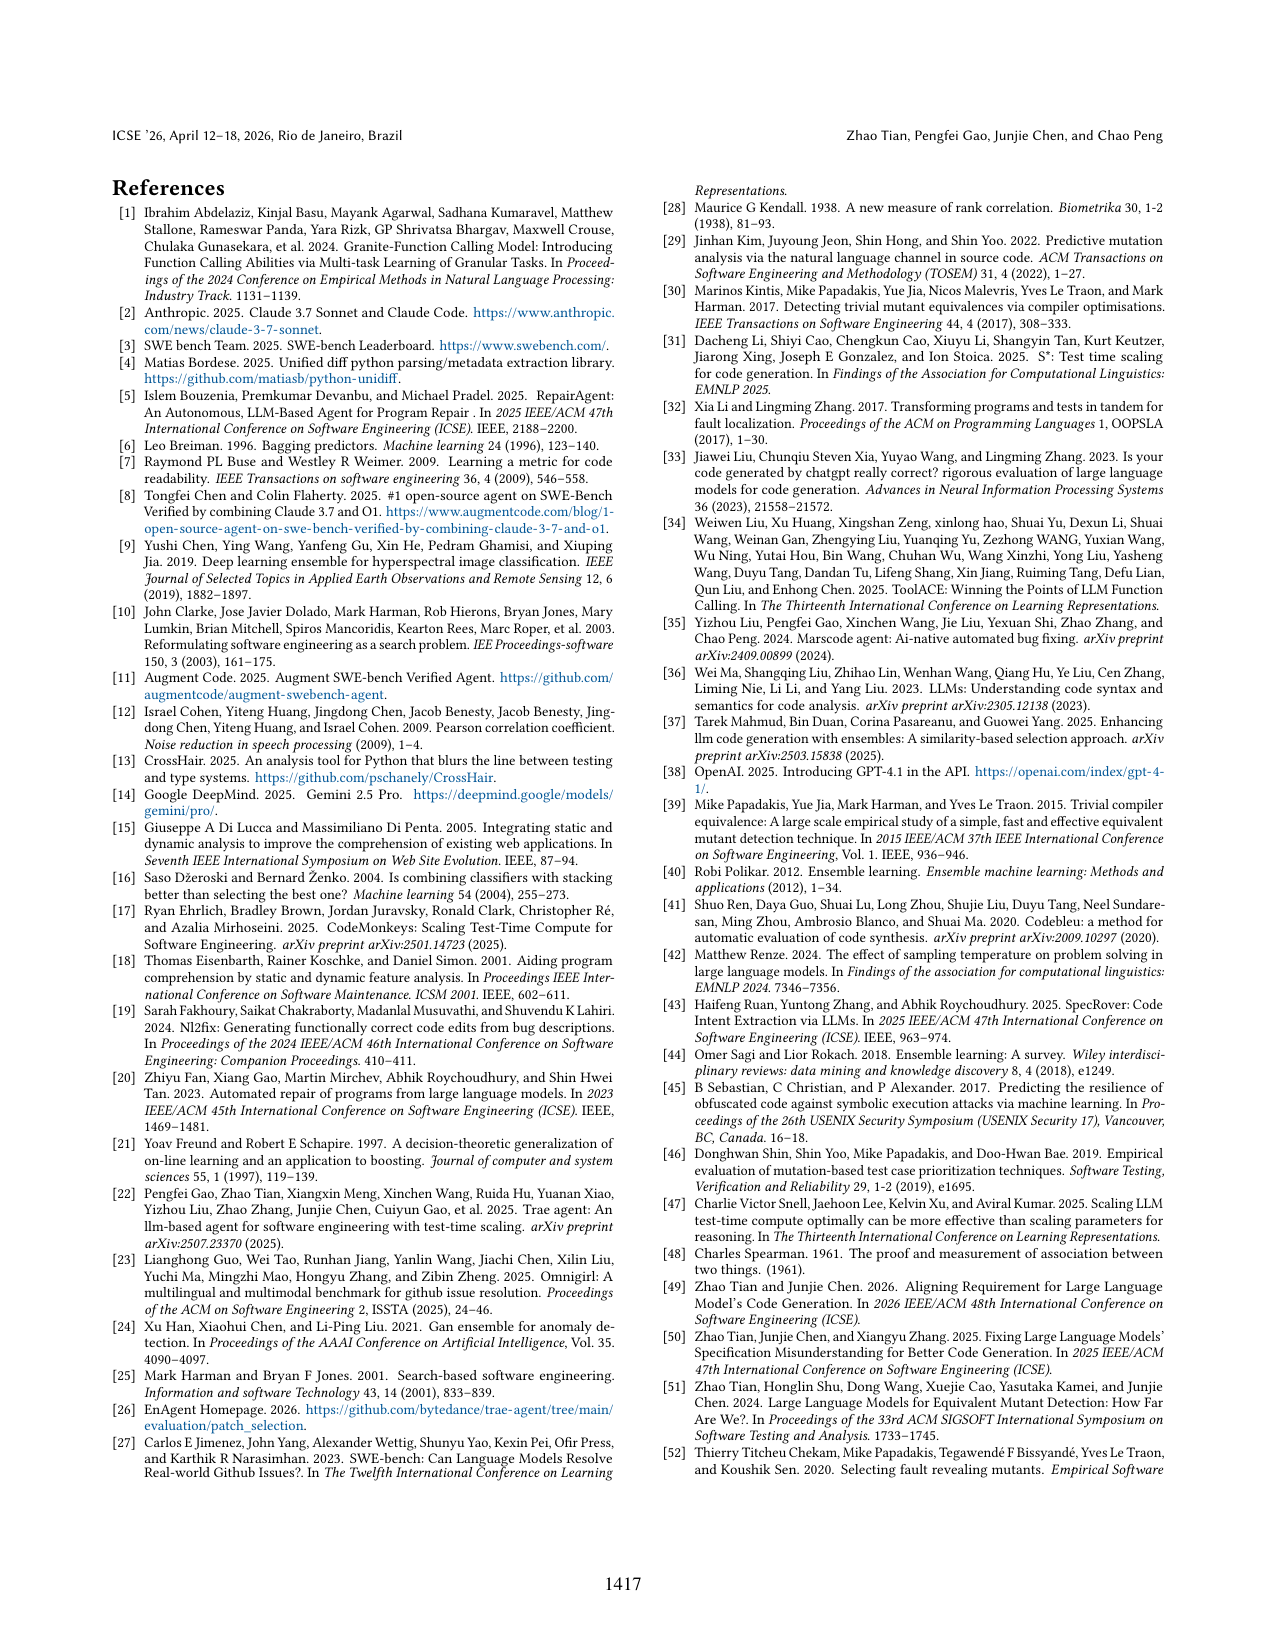 ICSE ’26, April 12–18, 2026, Rio de Janeiro, Brazil
Zhao Tian, Pengfei Gao, Junjie Chen, and Chao Peng
References
[1] Ibrahim Abdelaziz, Kinjal Basu, Mayank Agarwal, Sadhana Kumaravel, Matthew
Stallone, Rameswar Panda, Yara Rizk, GP Shrivatsa Bhargav, Maxwell Crouse,
Chulaka Gunasekara, et al. 2024. Granite-Function Calling Model: Introducing
Function Calling Abilities via Multi-task Learning of Granular Tasks. In Proceed-
ings of the 2024 Conference on Empirical Methods in Natural Language Processing:
Industry Track. 1131–1139.
[2] Anthropic. 2025. Claude 3.7 Sonnet and Claude Code. https://www.anthropic.
com/news/claude-3-7-sonnet.
[3] SWE bench Team. 2025. SWE-bench Leaderboard. https://www.swebench.com/.
[4] Matias Bordese. 2025. Unified diff python parsing/metadata extraction library.
https://github.com/matiasb/python-unidiff.
[5] Islem Bouzenia, Premkumar Devanbu, and Michael Pradel. 2025. RepairAgent:
An Autonomous, LLM-Based Agent for Program Repair . In 2025 IEEE/ACM 47th
International Conference on Software Engineering (ICSE). IEEE, 2188–2200.
[6] Leo Breiman. 1996. Bagging predictors. Machine learning 24 (1996), 123–140.
[7] Raymond PL Buse and Westley R Weimer. 2009. Learning a metric for code
readability. IEEE Transactions on software engineering 36, 4 (2009), 546–558.
[8] Tongfei Chen and Colin Flaherty. 2025. #1 open-source agent on SWE-Bench
Verified by combining Claude 3.7 and O1. https://www.augmentcode.com/blog/1-
open-source-agent-on-swe-bench-verified-by-combining-claude-3-7-and-o1.
[9] Yushi Chen, Ying Wang, Yanfeng Gu, Xin He, Pedram Ghamisi, and Xiuping
Jia. 2019. Deep learning ensemble for hyperspectral image classification. IEEE
Journal of Selected Topics in Applied Earth Observations and Remote Sensing 12, 6
(2019), 1882–1897.
[10] John Clarke, Jose Javier Dolado, Mark Harman, Rob Hierons, Bryan Jones, Mary
Lumkin, Brian Mitchell, Spiros Mancoridis, Kearton Rees, Marc Roper, et al. 2003.
Reformulating software engineering as a search problem. IEE Proceedings-software
150, 3 (2003), 161–175.
[11] Augment Code. 2025. Augment SWE-bench Verified Agent. https://github.com/
augmentcode/augment-swebench-agent.
[12] Israel Cohen, Yiteng Huang, Jingdong Chen, Jacob Benesty, Jacob Benesty, Jing-
dong Chen, Yiteng Huang, and Israel Cohen. 2009. Pearson correlation coefficient.
Noise reduction in speech processing (2009), 1–4.
[13] CrossHair. 2025. An analysis tool for Python that blurs the line between testing
and type systems. https://github.com/pschanely/CrossHair.
[14] Google DeepMind. 2025. Gemini 2.5 Pro. https://deepmind.google/models/
gemini/pro/.
[15] Giuseppe A Di Lucca and Massimiliano Di Penta. 2005. Integrating static and
dynamic analysis to improve the comprehension of existing web applications. In
Seventh IEEE International Symposium on Web Site Evolution. IEEE, 87–94.
[16] Saso Džeroski and Bernard Ženko. 2004. Is combining classifiers with stacking
better than selecting the best one? Machine learning 54 (2004), 255–273.
[17] Ryan Ehrlich, Bradley Brown, Jordan Juravsky, Ronald Clark, Christopher Ré,
and Azalia Mirhoseini. 2025. CodeMonkeys: Scaling Test-Time Compute for
Software Engineering. arXiv preprint arXiv:2501.14723 (2025).
[18] Thomas Eisenbarth, Rainer Koschke, and Daniel Simon. 2001. Aiding program
comprehension by static and dynamic feature analysis. In Proceedings IEEE Inter-
national Conference on Software Maintenance. ICSM 2001. IEEE, 602–611.
[19] Sarah Fakhoury, Saikat Chakraborty, Madanlal Musuvathi, and Shuvendu K Lahiri.
2024. Nl2fix: Generating functionally correct code edits from bug descriptions.
In Proceedings of the 2024 IEEE/ACM 46th International Conference on Software
Engineering: Companion Proceedings. 410–411.
[20] Zhiyu Fan, Xiang Gao, Martin Mirchev, Abhik Roychoudhury, and Shin Hwei
Tan. 2023. Automated repair of programs from large language models. In 2023
IEEE/ACM 45th International Conference on Software Engineering (ICSE). IEEE,
1469–1481.
[21] Yoav Freund and Robert E Schapire. 1997. A decision-theoretic generalization of
on-line learning and an application to boosting. Journal of computer and system
sciences 55, 1 (1997), 119–139.
[22] Pengfei Gao, Zhao Tian, Xiangxin Meng, Xinchen Wang, Ruida Hu, Yuanan Xiao,
Yizhou Liu, Zhao Zhang, Junjie Chen, Cuiyun Gao, et al. 2025. Trae agent: An
llm-based agent for software engineering with test-time scaling. arXiv preprint
arXiv:2507.23370 (2025).
[23] Lianghong Guo, Wei Tao, Runhan Jiang, Yanlin Wang, Jiachi Chen, Xilin Liu,
Yuchi Ma, Mingzhi Mao, Hongyu Zhang, and Zibin Zheng. 2025. Omnigirl: A
multilingual and multimodal benchmark for github issue resolution. Proceedings
of the ACM on Software Engineering 2, ISSTA (2025), 24–46.
[24] Xu Han, Xiaohui Chen, and Li-Ping Liu. 2021. Gan ensemble for anomaly de-
tection. In Proceedings of the AAAI Conference on Artificial Intelligence, Vol. 35.
4090–4097.
[25] Mark Harman and Bryan F Jones. 2001. Search-based software engineering.
Information and software Technology 43, 14 (2001), 833–839.
[26] EnAgent Homepage. 2026. https://github.com/bytedance/trae-agent/tree/main/
evaluation/patch_selection.
[27] Carlos E Jimenez, John Yang, Alexander Wettig, Shunyu Yao, Kexin Pei, Ofir Press,
and Karthik R Narasimhan. 2023. SWE-bench: Can Language Models Resolve
Real-world Github Issues?. In The Twelfth International Conference on Learning
Representations.
[28] Maurice G Kendall. 1938. A new measure of rank correlation. Biometrika 30, 1-2
(1938), 81–93.
[29] Jinhan Kim, Juyoung Jeon, Shin Hong, and Shin Yoo. 2022. Predictive mutation
analysis via the natural language channel in source code. ACM Transactions on
Software Engineering and Methodology (TOSEM) 31, 4 (2022), 1–27.
[30] Marinos Kintis, Mike Papadakis, Yue Jia, Nicos Malevris, Yves Le Traon, and Mark
Harman. 2017. Detecting trivial mutant equivalences via compiler optimisations.
IEEE Transactions on Software Engineering 44, 4 (2017), 308–333.
[31] Dacheng Li, Shiyi Cao, Chengkun Cao, Xiuyu Li, Shangyin Tan, Kurt Keutzer,
Jiarong Xing, Joseph E Gonzalez, and Ion Stoica. 2025. S*: Test time scaling
for code generation. In Findings of the Association for Computational Linguistics:
EMNLP 2025.
[32] Xia Li and Lingming Zhang. 2017. Transforming programs and tests in tandem for
fault localization. Proceedings of the ACM on Programming Languages 1, OOPSLA
(2017), 1–30.
[33] Jiawei Liu, Chunqiu Steven Xia, Yuyao Wang, and Lingming Zhang. 2023. Is your
code generated by chatgpt really correct? rigorous evaluation of large language
models for code generation. Advances in Neural Information Processing Systems
36 (2023), 21558–21572.
[34] Weiwen Liu, Xu Huang, Xingshan Zeng, xinlong hao, Shuai Yu, Dexun Li, Shuai
Wang, Weinan Gan, Zhengying Liu, Yuanqing Yu, Zezhong WANG, Yuxian Wang,
Wu Ning, Yutai Hou, Bin Wang, Chuhan Wu, Wang Xinzhi, Yong Liu, Yasheng
Wang, Duyu Tang, Dandan Tu, Lifeng Shang, Xin Jiang, Ruiming Tang, Defu Lian,
Qun Liu, and Enhong Chen. 2025. ToolACE: Winning the Points of LLM Function
Calling. In The Thirteenth International Conference on Learning Representations.
[35] Yizhou Liu, Pengfei Gao, Xinchen Wang, Jie Liu, Yexuan Shi, Zhao Zhang, and
Chao Peng. 2024. Marscode agent: Ai-native automated bug fixing. arXiv preprint
arXiv:2409.00899 (2024).
[36] Wei Ma, Shangqing Liu, Zhihao Lin, Wenhan Wang, Qiang Hu, Ye Liu, Cen Zhang,
Liming Nie, Li Li, and Yang Liu. 2023. LLMs: Understanding code syntax and
semantics for code analysis. arXiv preprint arXiv:2305.12138 (2023).
[37] Tarek Mahmud, Bin Duan, Corina Pasareanu, and Guowei Yang. 2025. Enhancing
llm code generation with ensembles: A similarity-based selection approach. arXiv
preprint arXiv:2503.15838 (2025).
[38] OpenAI. 2025. Introducing GPT-4.1 in the API. https://openai.com/index/gpt-4-
1/.
[39] Mike Papadakis, Yue Jia, Mark Harman, and Yves Le Traon. 2015. Trivial compiler
equivalence: A large scale empirical study of a simple, fast and effective equivalent
mutant detection technique. In 2015 IEEE/ACM 37th IEEE International Conference
on Software Engineering, Vol. 1. IEEE, 936–946.
[40] Robi Polikar. 2012. Ensemble learning. Ensemble machine learning: Methods and
applications (2012), 1–34.
[41] Shuo Ren, Daya Guo, Shuai Lu, Long Zhou, Shujie Liu, Duyu Tang, Neel Sundare-
san, Ming Zhou, Ambrosio Blanco, and Shuai Ma. 2020. Codebleu: a method for
automatic evaluation of code synthesis. arXiv preprint arXiv:2009.10297 (2020).
[42] Matthew Renze. 2024. The effect of sampling temperature on problem solving in
large language models. In Findings of the association for computational linguistics:
EMNLP 2024. 7346–7356.
[43] Haifeng Ruan, Yuntong Zhang, and Abhik Roychoudhury. 2025. SpecRover: Code
Intent Extraction via LLMs. In 2025 IEEE/ACM 47th International Conference on
Software Engineering (ICSE). IEEE, 963–974.
[44] Omer Sagi and Lior Rokach. 2018. Ensemble learning: A survey. Wiley interdisci-
plinary reviews: data mining and knowledge discovery 8, 4 (2018), e1249.
[45] B Sebastian, C Christian, and P Alexander. 2017. Predicting the resilience of
obfuscated code against symbolic execution attacks via machine learning. In Pro-
ceedings of the 26th USENIX Security Symposium (USENIX Security 17), Vancouver,
BC, Canada. 16–18.
[46] Donghwan Shin, Shin Yoo, Mike Papadakis, and Doo-Hwan Bae. 2019. Empirical
evaluation of mutation-based test case prioritization techniques. Software Testing,
Verification and Reliability 29, 1-2 (2019), e1695.
[47] Charlie Victor Snell, Jaehoon Lee, Kelvin Xu, and Aviral Kumar. 2025. Scaling LLM
test-time compute optimally can be more effective than scaling parameters for
reasoning. In The Thirteenth International Conference on Learning Representations.
[48] Charles Spearman. 1961. The proof and measurement of association between
two things. (1961).
[49] Zhao Tian and Junjie Chen. 2026. Aligning Requirement for Large Language
Model’s Code Generation. In 2026 IEEE/ACM 48th International Conference on
Software Engineering (ICSE).
[50] Zhao Tian, Junjie Chen, and Xiangyu Zhang. 2025. Fixing Large Language Models’
Specification Misunderstanding for Better Code Generation. In 2025 IEEE/ACM
47th International Conference on Software Engineering (ICSE).
[51] Zhao Tian, Honglin Shu, Dong Wang, Xuejie Cao, Yasutaka Kamei, and Junjie
Chen. 2024. Large Language Models for Equivalent Mutant Detection: How Far
Are We?. In Proceedings of the 33rd ACM SIGSOFT International Symposium on
Software Testing and Analysis. 1733–1745.
[52] Thierry Titcheu Chekam, Mike Papadakis, Tegawendé F Bissyandé, Yves Le Traon,
and Koushik Sen. 2020. Selecting fault revealing mutants. Empirical Software
1417